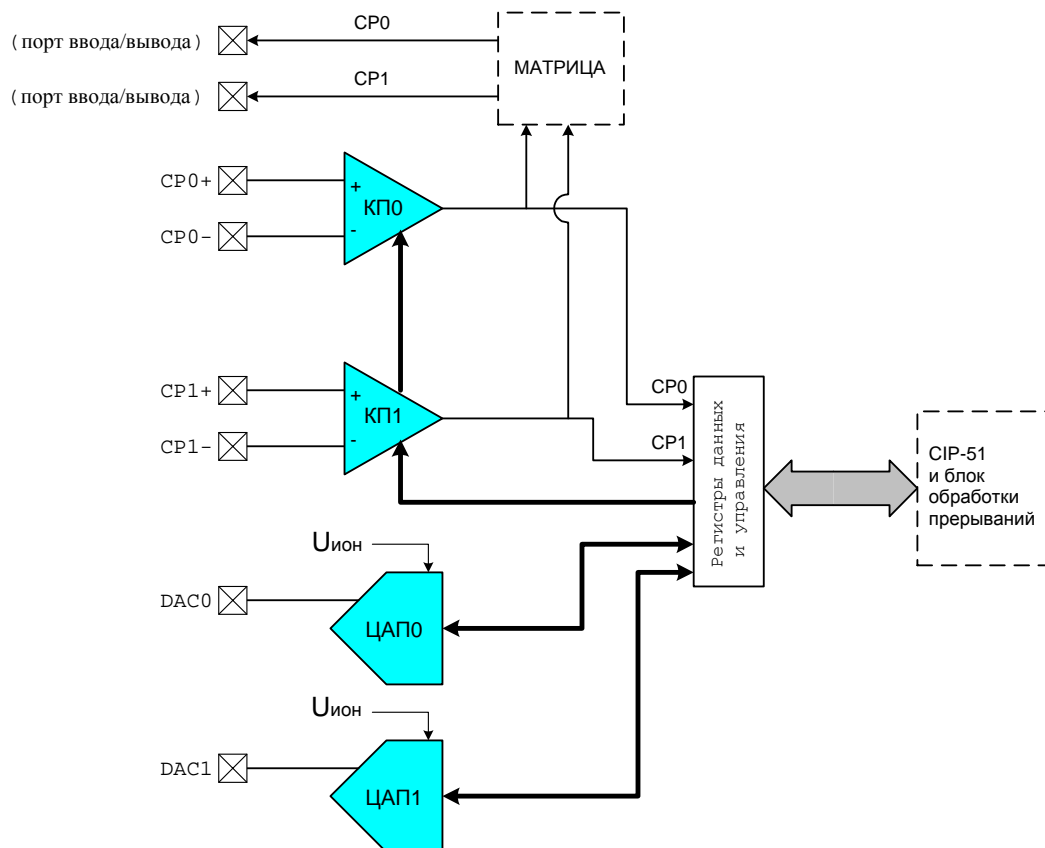 CP0
(порт ввода/вывода)
МАТРИЦА
CP1
(порт ввода/вывода)
CP0+
+
КП0
CP0-
-
CP1+
+
КП1
CP1-
-
CP0
CP1
Регистры данных
и управления
CIP-51
и блок
обработки
прерываний
Uион
DAC0
ЦАП0
Uион
DAC1
ЦАП1